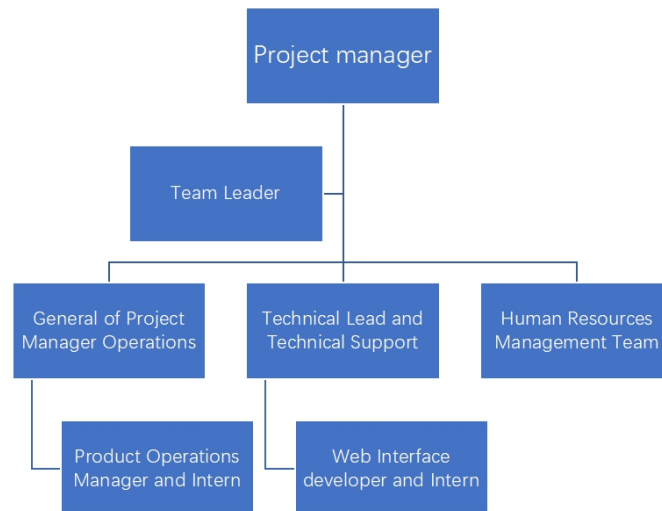 Project manager
Team Leader
General of Project
Manager Operations
Technical Lead and
Technical Support
Human Resources
Management Team
Product Operations
Manager and Intern
Web Interface
developer and Intern